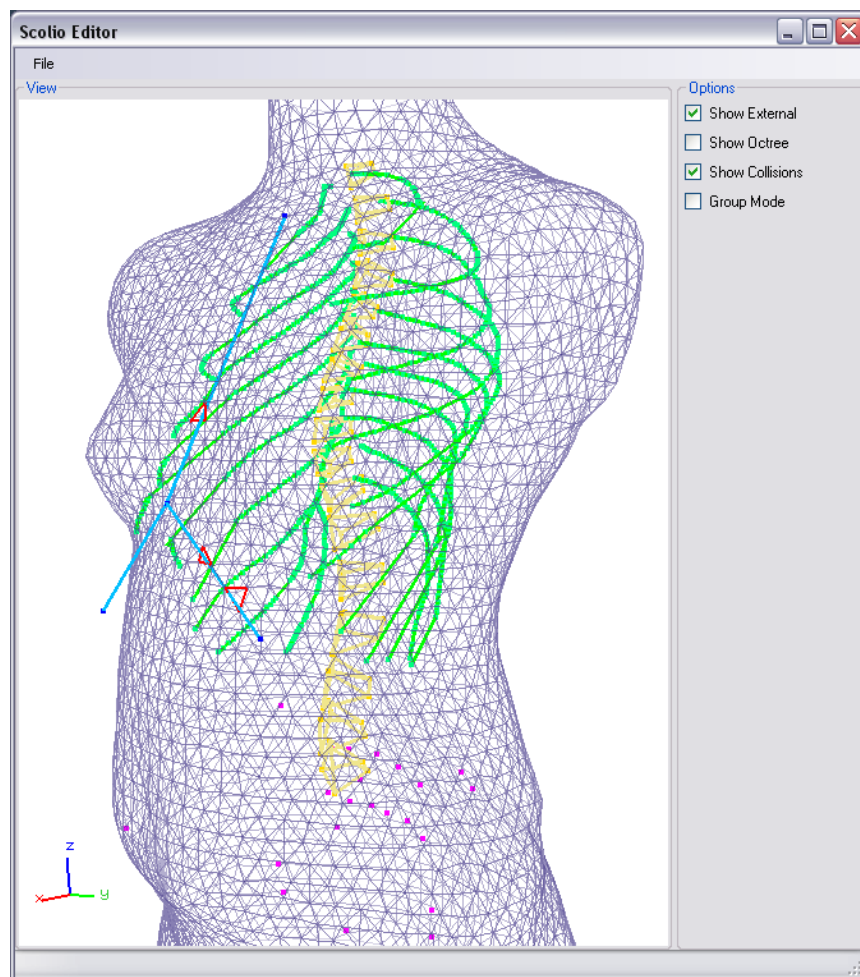 Scolio Editor
File
View
Options
Show External
Show Octree
Show Collisions
Group Mode
z
x
y